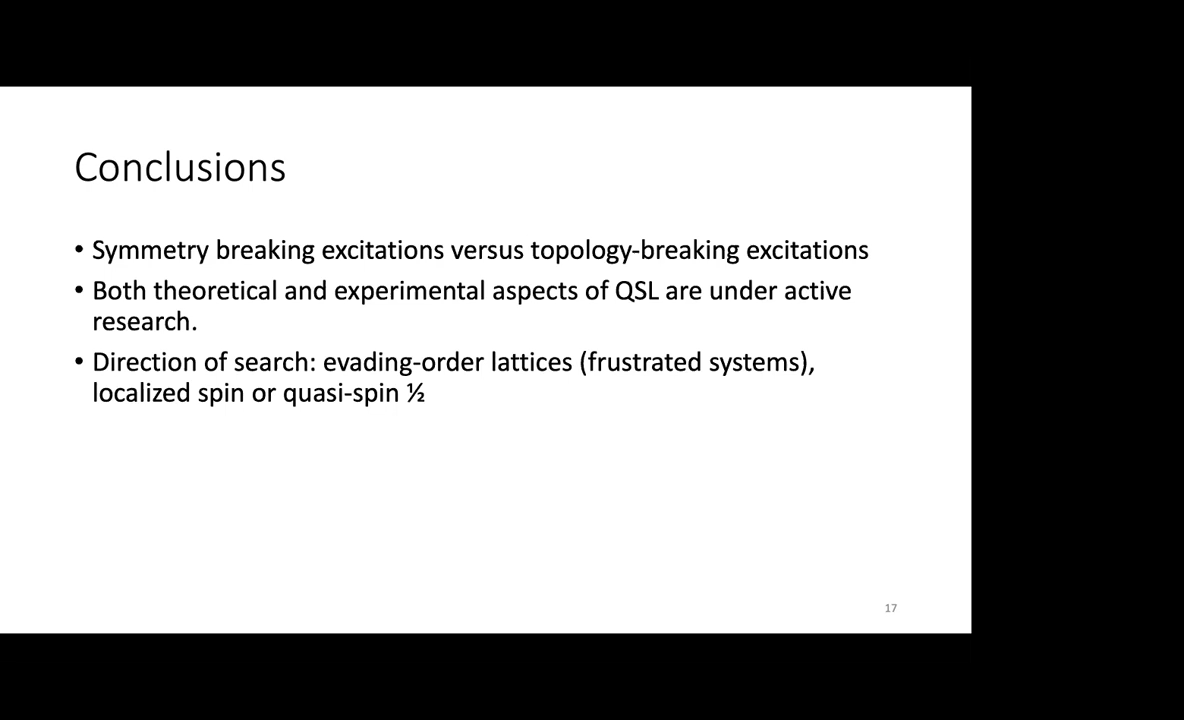 Conclusions
• Symmetry breaking excitations versus topology-breaking excitations
• Both theoretical and experimental aspects of QSL are under active
research.
• Direction of search: evading-order lattices (frustrated systems),
localized spin or quasi-spin ½
17